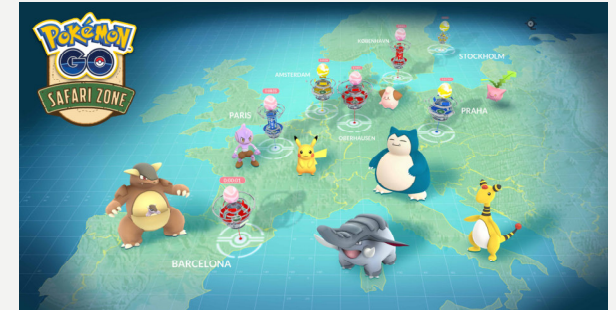 POKÉMON
GO
SAFARI ZONE
KØBENHAVN
STOCKHOLM
AMSTERDAM
PARIS
PRAHA
OBERHAUSEN
BARCELONA